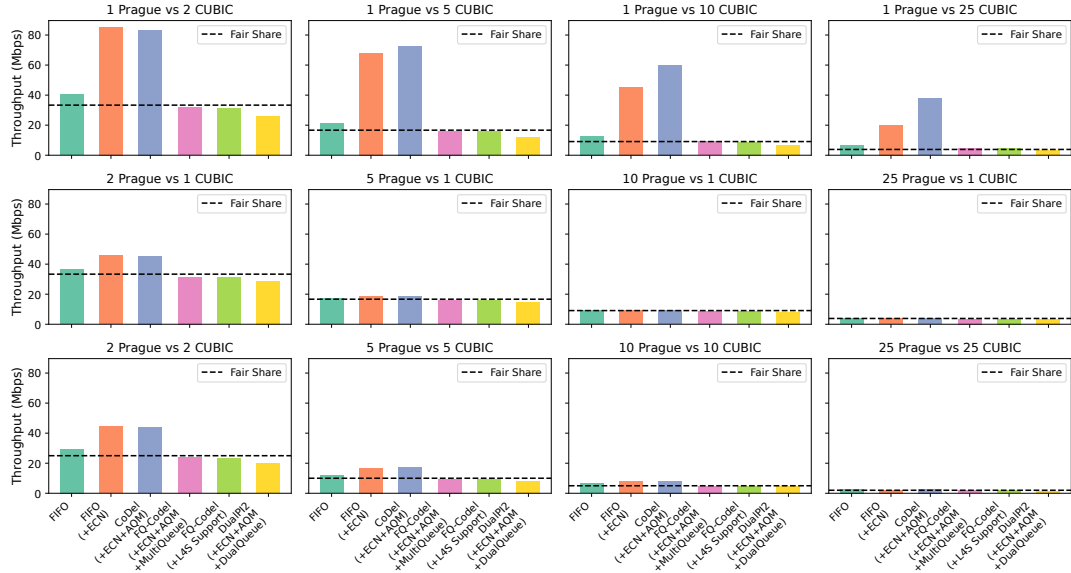 1 Prague vs 2 CUBIC
1 Prague vs 5 CUBIC
1 Prague vs 10 CUBIC
1 Prague vs 25 CUBIC
Throughput (Mbps)
80
60
40
20
0
Fair Share
Fair Share
Fair Share
Fair Share
2 Prague vs 1 CUBIC
5 Prague vs 1 CUBIC
10 Prague vs 1 CUBIC
25 Prague vs 1 CUBIC
Throughput (Mbps)
80
60
40
20
0
Fair Share
Fair Share
Fair Share
Fair Share
2 Prague vs 2 CUBIC
5 Prague vs 5 CUBIC
10 Prague vs 10 CUBIC
25 Prague vs 25 CUBIC
Throughput (Mbps)
80
60
40
20
0
Fair Share
Fair Share
Fair Share
Fair Share
FIFO
FIFO
(+ECN)
CoDel
(+ECN+AQM)
FQ-Codel
(+ECN+AQM
+MultiQueue)
FQ-Codel
(+L4S Support)
DualPI2
(+ECN+AQM
+DualQueue)
FIFO
FIFO
(+ECN)
CoDel
(+ECN+AQM)
FQ-Codel
(+ECN+AQM
+MultiQueue)
FQ-Codel
(+L4S Support)
DualPI2
(+ECN+AQM
+DualQueue)
FIFO
FIFO
(+ECN)
CoDel
(+ECN+AQM)
FQ-Codel
(+ECN+AQM
+MultiQueue)
FQ-Codel
(+L4S Support)
DualPI2
(+ECN+AQM
+DualQueue)
FIFO
FIFO
(+ECN)
CoDel
(+ECN+AQM)
FQ-Codel
(+ECN+AQM
+MultiQueue)
FQ-Codel
(+L4S Support)
DualPI2
(+ECN+AQM
+DualQueue)